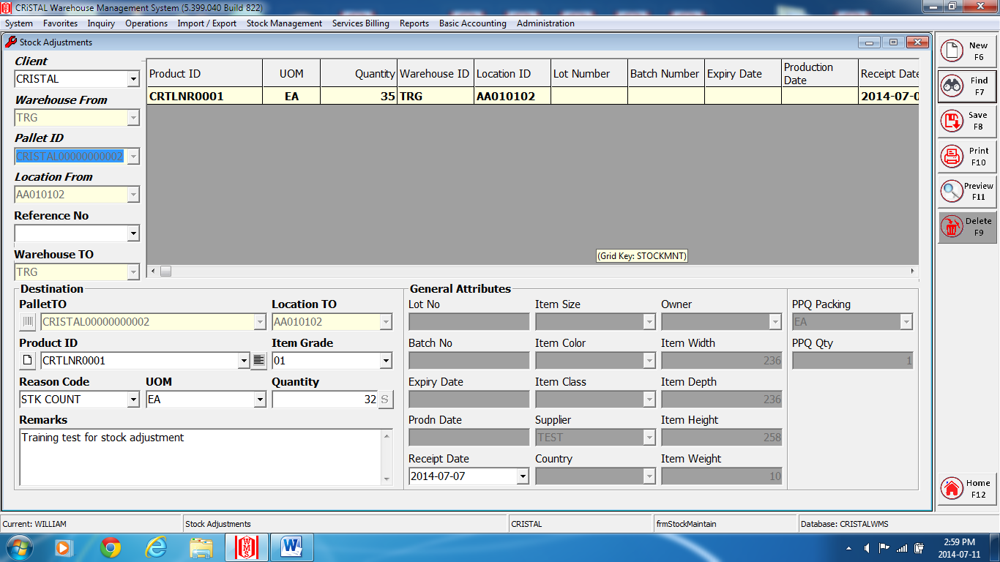 CRiSTAL Warehouse Management System (5.399.040 Build 822)
System Favorites Inquiry Operations Import / Export Stock Management Services Billing Reports Basic Accounting Administration
Stock Adjustments
Client
CRISTAL
Warehouse From
TRG
Pallet ID
CRISTAL00000000002
Location From
AA010102
Reference No
Warehouse TO
TRG
Product ID UOM Quantity Warehouse ID Location ID Lot Number Batch Number Expiry Date Production Date Receipt Date
CRTLNR0001 EA 35 TRG AA010102 2014-07-0
(Grid Key: STOCKMNT)
Destination
PalletTO Location TO
CRISTAL00000000002 AA010102
Product ID Item Grade
CRTLNR0001 01
Reason Code UOM Quantity
STK COUNT EA 32 S
Remarks
Training test for stock adjustment
General Attributes
Lot No Item Size Owner PPQ Packing
EA
Batch No Item Color Item Width PPQ Qty
236 1
Expiry Date Item Class Item Depth
236
Prodn Date Supplier Item Height
TEST 258
Receipt Date Country Item Weight
2014-07-07 10
New
F6
Find
F7
Save
F8
Print
F10
Preview
F11
Delete
F9
Home
F12
Current: WILLIAM Stock Adjustments CRISTAL frmStockMaintain Database: CRISTALWMS
WMS W
2:59 PM
2014-07-11